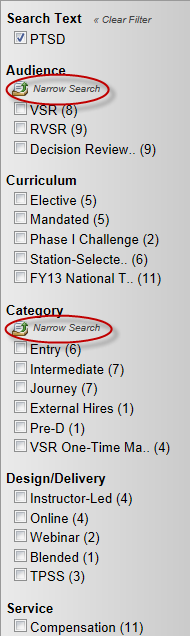 Search Text « Clear Filter
PTSD
Audience
Narrow Search
VSR (8)
RVSR (9)
Decision Review.. (9)
Curriculum
Elective (5)
Mandated (5)
Phase I Challenge (2)
Station-Selecte.. (6)
FY13 National T.. (11)
Category
Narrow Search
Entry (6)
Intermediate (7)
Journey (7)
External Hires (1)
Pre-D (1)
VSR One-Time Ma.. (4)
Design/Delivery
Instructor-Led (4)
Online (4)
Webinar (2)
Blended (1)
TPSS (3)
Service
Compensation (11)